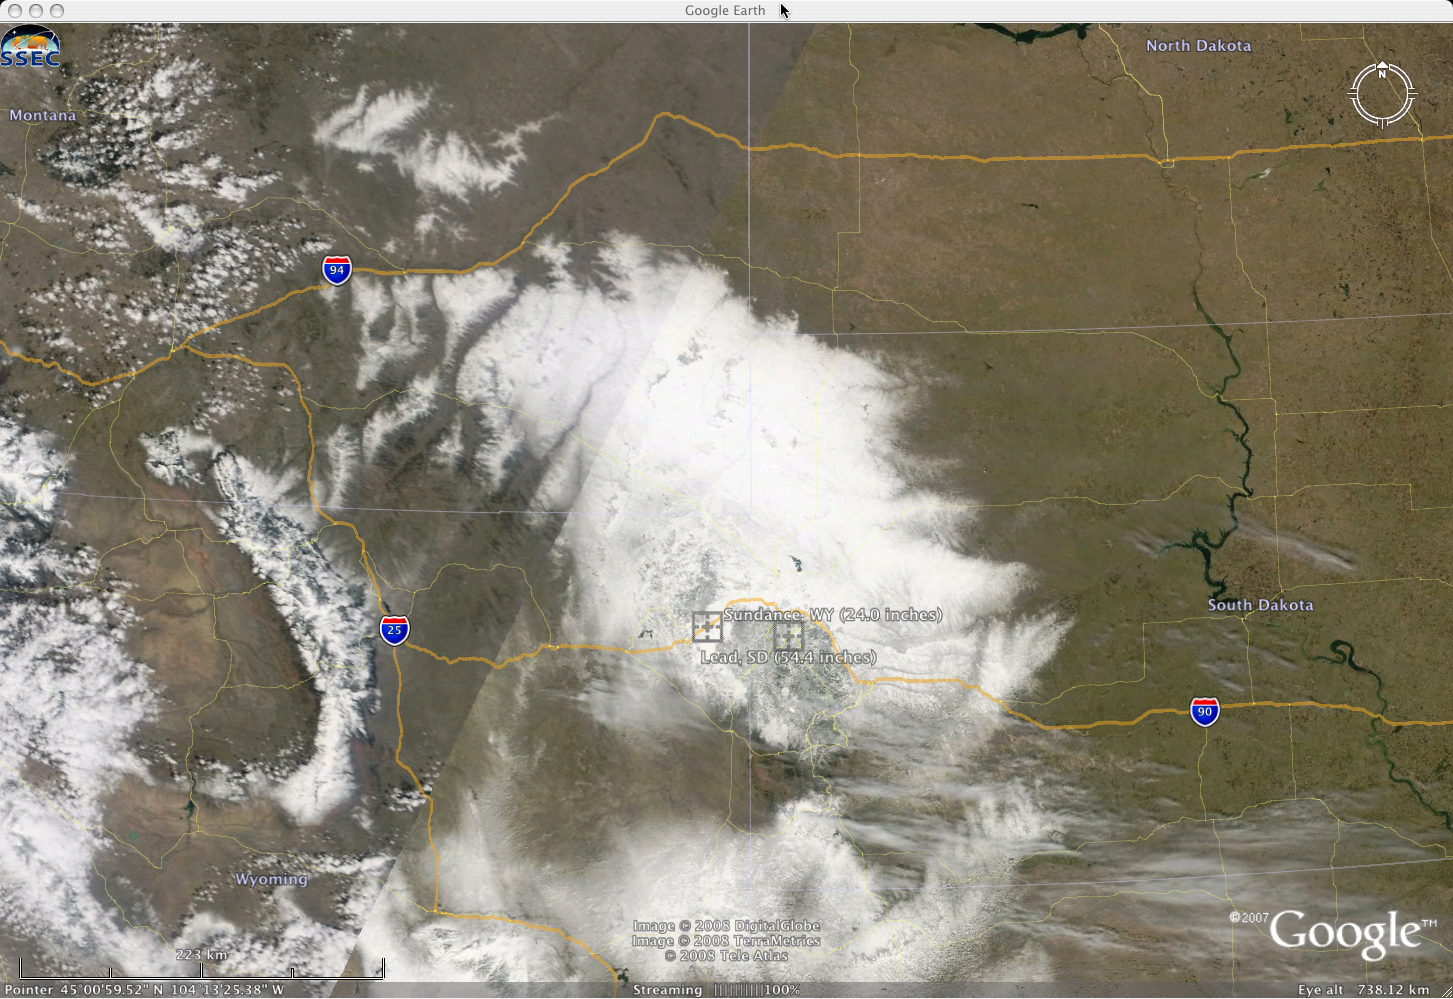 Google Earth
SSEC
North Dakota
N
Montana
94
South Dakota
Sundance, WY (24.0 inches)
25
Lead, SD (54.4 inches)
90
Wyoming
©2007 Google™
Image © 2008 DigitalGlobe
Image © 2008 TerraMetrics
© 2008 Tele Atlas
223 km
Pointer 45°00'59.52" N 104°13'25.38" W
Streaming ||||||||||100%
Eye alt 738.12 km